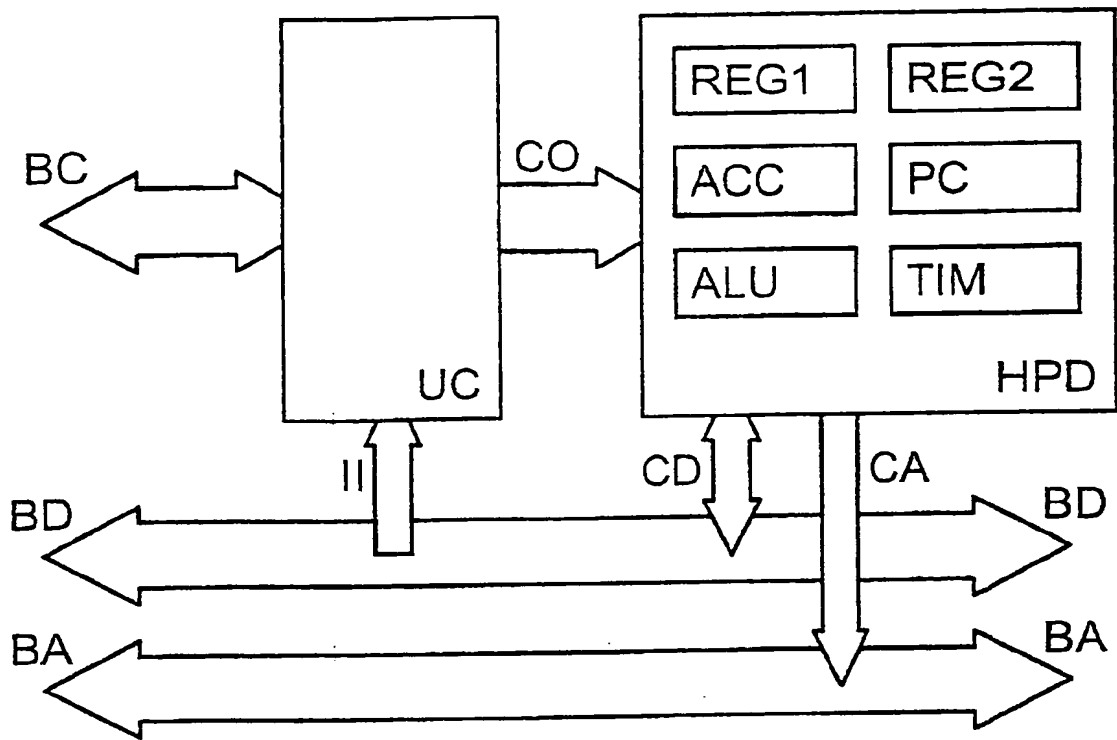 REG1 REG2
BC
CO
ACC PC
ALU TIM
UC
HPD
II
CD
CA
BD BD
BA BA